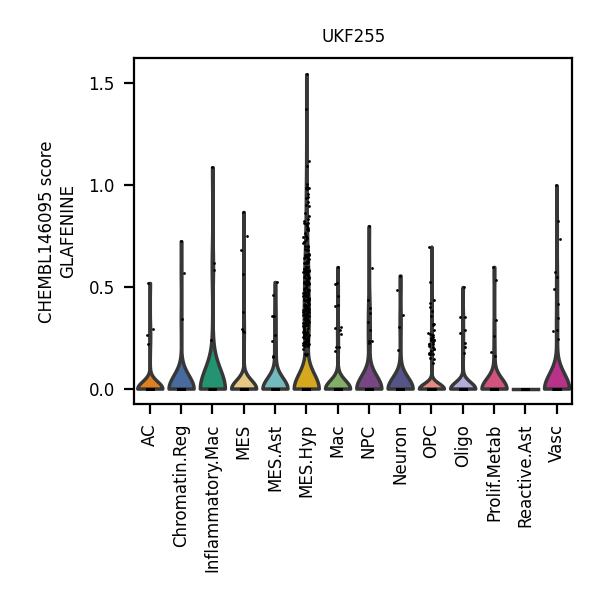 UKF255
CHEMBL146095 score
GLAFENINE
1.5
1.0
0.5
0.0
AC
Chromatin.Reg
Inflammatory.Mac
MES
MES.Ast
MES.Hyp
Mac
NPC
Neuron
OPC
Oligo
Prolif.Metab
Reactive.Ast
Vasc